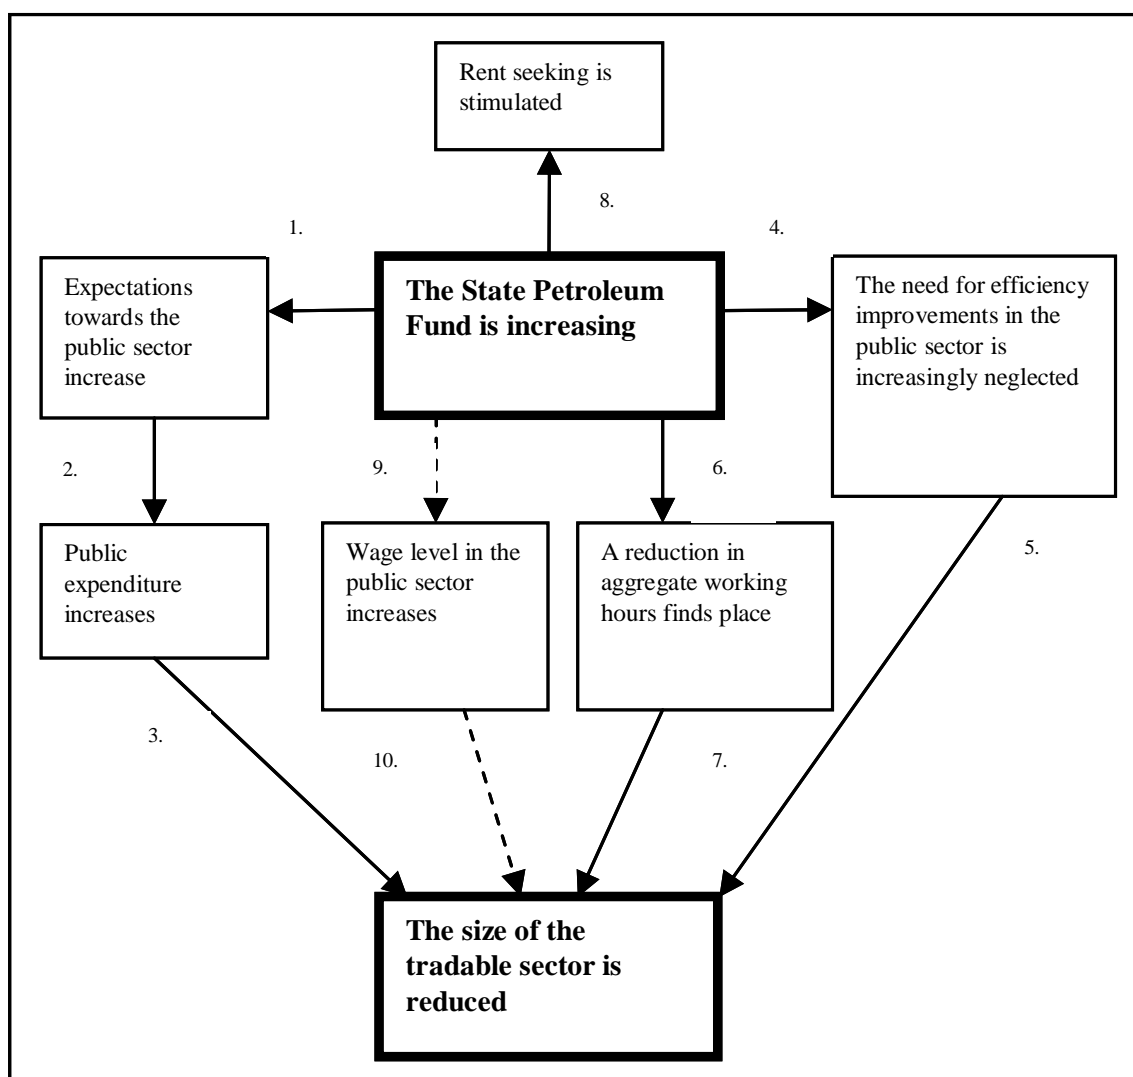 Rent seeking is
stimulated
8.
1.
4.
Expectations
towards the
public sector
increase
The State Petroleum
Fund is increasing
The need for efficiency
improvements in the
public sector is
increasingly neglected
2.
9.
6.
Public
expenditure
increases
Wage level in the
public sector
increases
A reduction in
aggregate working
hours finds place
5.
3.
10.
7.
The size of the
tradable sector is
reduced